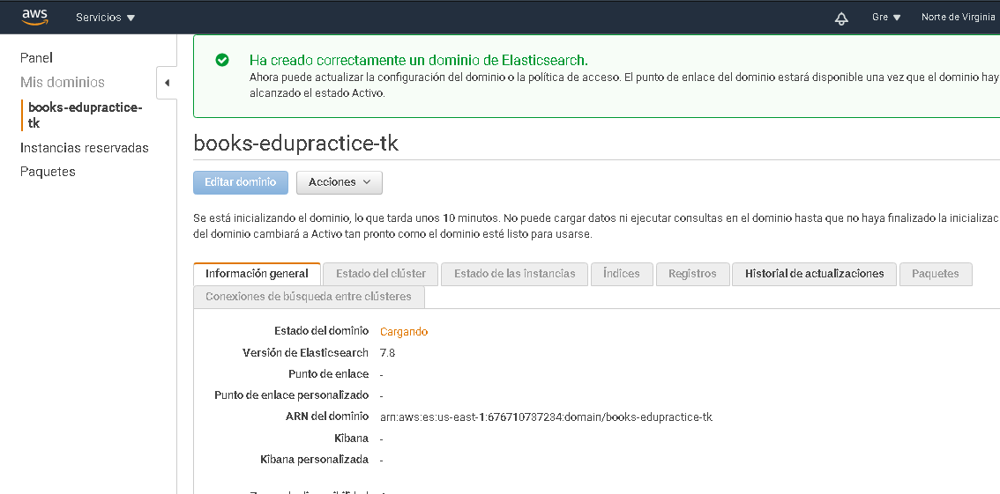 aws
Servicios
Gre
Norte de Virginia
Panel
Mis dominios
books-edupractice-
tk
Instancias reservadas
Paquetes
Ha creado correctamente un dominio de Elasticsearch.
Ahora puede actualizar la configuración del dominio o la política de acceso. El punto de enlace del dominio estará disponible una vez que el dominio hay
alcanzado el estado Activo.
books-edupractice-tk
Editar dominio
Acciones
Se está inicializando el dominio, lo que tarda unos 10 minutos. No puede cargar datos ni ejecutar consultas en el dominio hasta que no haya finalizado la inicializac
del dominio cambiará a Activo tan pronto como el dominio esté listo para usarse.
Información general
Estado del clúster
Estado de las instancias
Índices
Registros
Historial de actualizaciones
Paquetes
Conexiones de búsqueda entre clústeres
Estado del dominio Cargando
Versión de Elasticsearch 7.8
Punto de enlace -
Punto de enlace personalizado -
ARN del dominio arn:aws:es:us-east-1:676710737234:domain/books-edupractice-tk
Kibana -
Kibana personalizada -